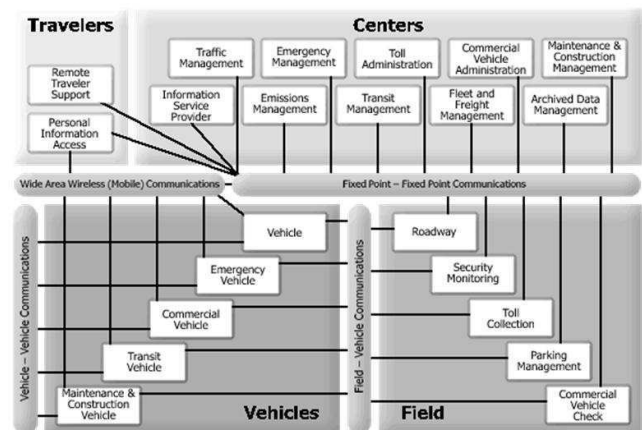 Travelers
Centers
Traffic
Management
Emergency
Management
Toll
Administration
Commercial
Vehicle
Administration
Maintenance &
Construction
Management
Remote
Traveler
Support
Information
Service
Provider
Emissions
Management
Transit
Management
Fleet and
Freight
Management
Archived Data
Management
Personal
Information
Access
Wide Area Wireless (Mobile) Communications
Fixed Point – Fixed Point Communications
Vehicle – Vehicle Communications
Vehicle
Emergency
Vehicle
Commercial
Vehicle
Transit
Vehicle
Maintenance &
Construction
Vehicle
Vehicles
Field – Vehicle Communications
Roadway
Security
Monitoring
Toll
Collection
Parking
Management
Commercial
Vehicle
Check
Field